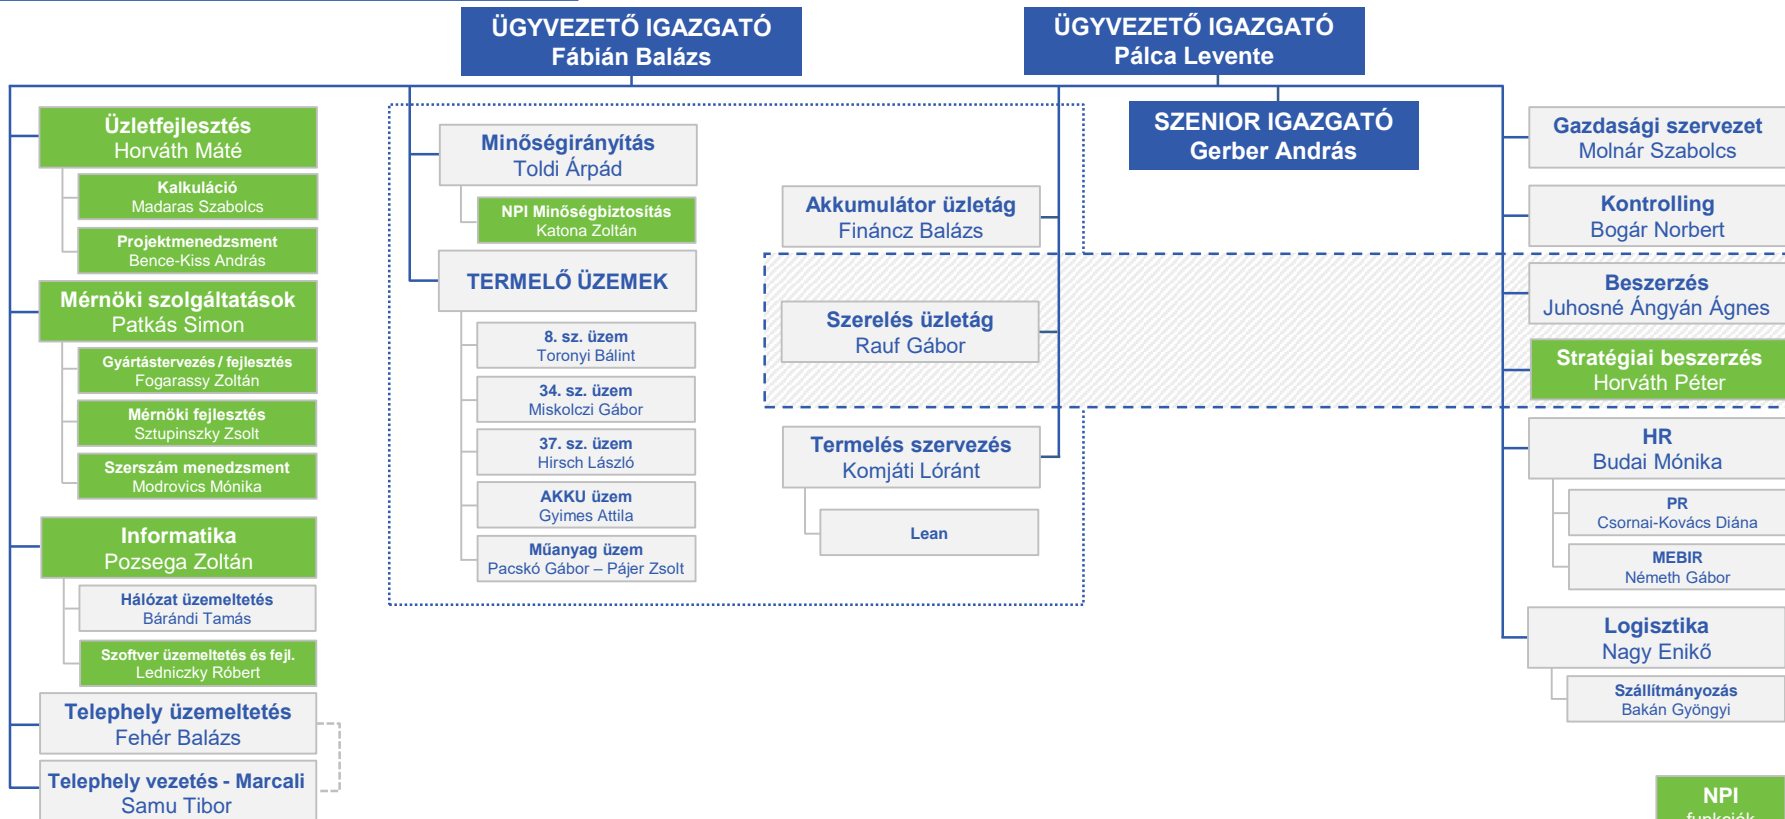 ÜGYVEZETŐ IGAZGATÓ
Fábián Balázs
ÜGYVEZETŐ IGAZGATÓ
Pálca Levente
SZENIOR IGAZGATÓ
Gerber András
Üzletfejlesztés
Horváth Máté
Kalkuláció
Madaras Szabolcs
Projektmenedzsment
Bence-Kiss András
Mérnöki szolgáltatások
Patkás Simon
Gyártástervezés / fejlesztés
Fogarassy Zoltán
Mérnöki fejlesztés
Sztupinszky Zsolt
Szerszám menedzsment
Modrovics Mónika
Informatika
Pozsega Zoltán
Hálózat üzemeltetés
Bárándi Tamás
Szoftver üzemeltetés és fejl.
Ledniczky Róbert
Telephely üzemeltetés
Fehér Balázs
Telephely vezetés - Marcali
Samu Tibor
Minőségirányítás
Toldi Árpád
NPI Minőségbiztosítás
Katona Zoltán
TERMELŐ ÜZEMEK
8. sz. üzem
Toronyi Bálint
34. sz. üzem
Miskolczi Gábor
37. sz. üzem
Hirsch László
AKKU üzem
Gyimes Attila
Műanyag üzem
Pacskó Gábor – Pájer Zsolt
Akkumulátor üzletág
Fináncz Balázs
Szerelés üzletág
Rauf Gábor
Termelés szervezés
Komjáti Lóránt
Lean
Gazdasági szervezet
Molnár Szabolcs
Kontrolling
Bogár Norbert
Beszerzés
Juhosné Ángyán Ágnes
Stratégiai beszerzés
Horváth Péter
HR
Budai Mónika
PR
Csornai-Kovács Diána
MEBIR
Németh Gábor
Logisztika
Nagy Enikő
Szállítmányozás
Bakán Gyöngyi
NPI
funkciók